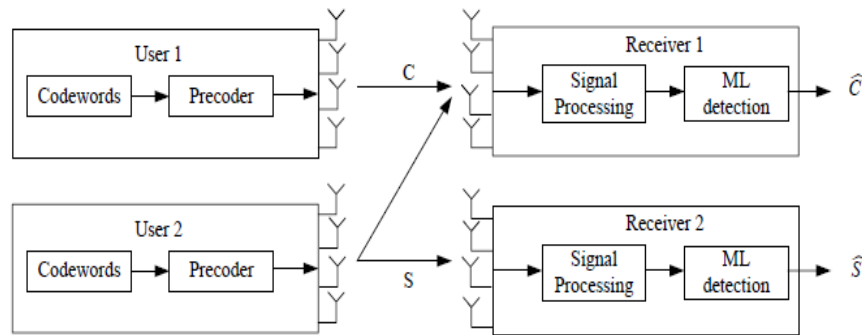 User 1
Codewords
Precoder
C
Receiver 1
Signal
Processing
ML
detection
Ĉ
User 2
Codewords
Precoder
S
Receiver 2
Signal
Processing
ML
detection
Ŝ